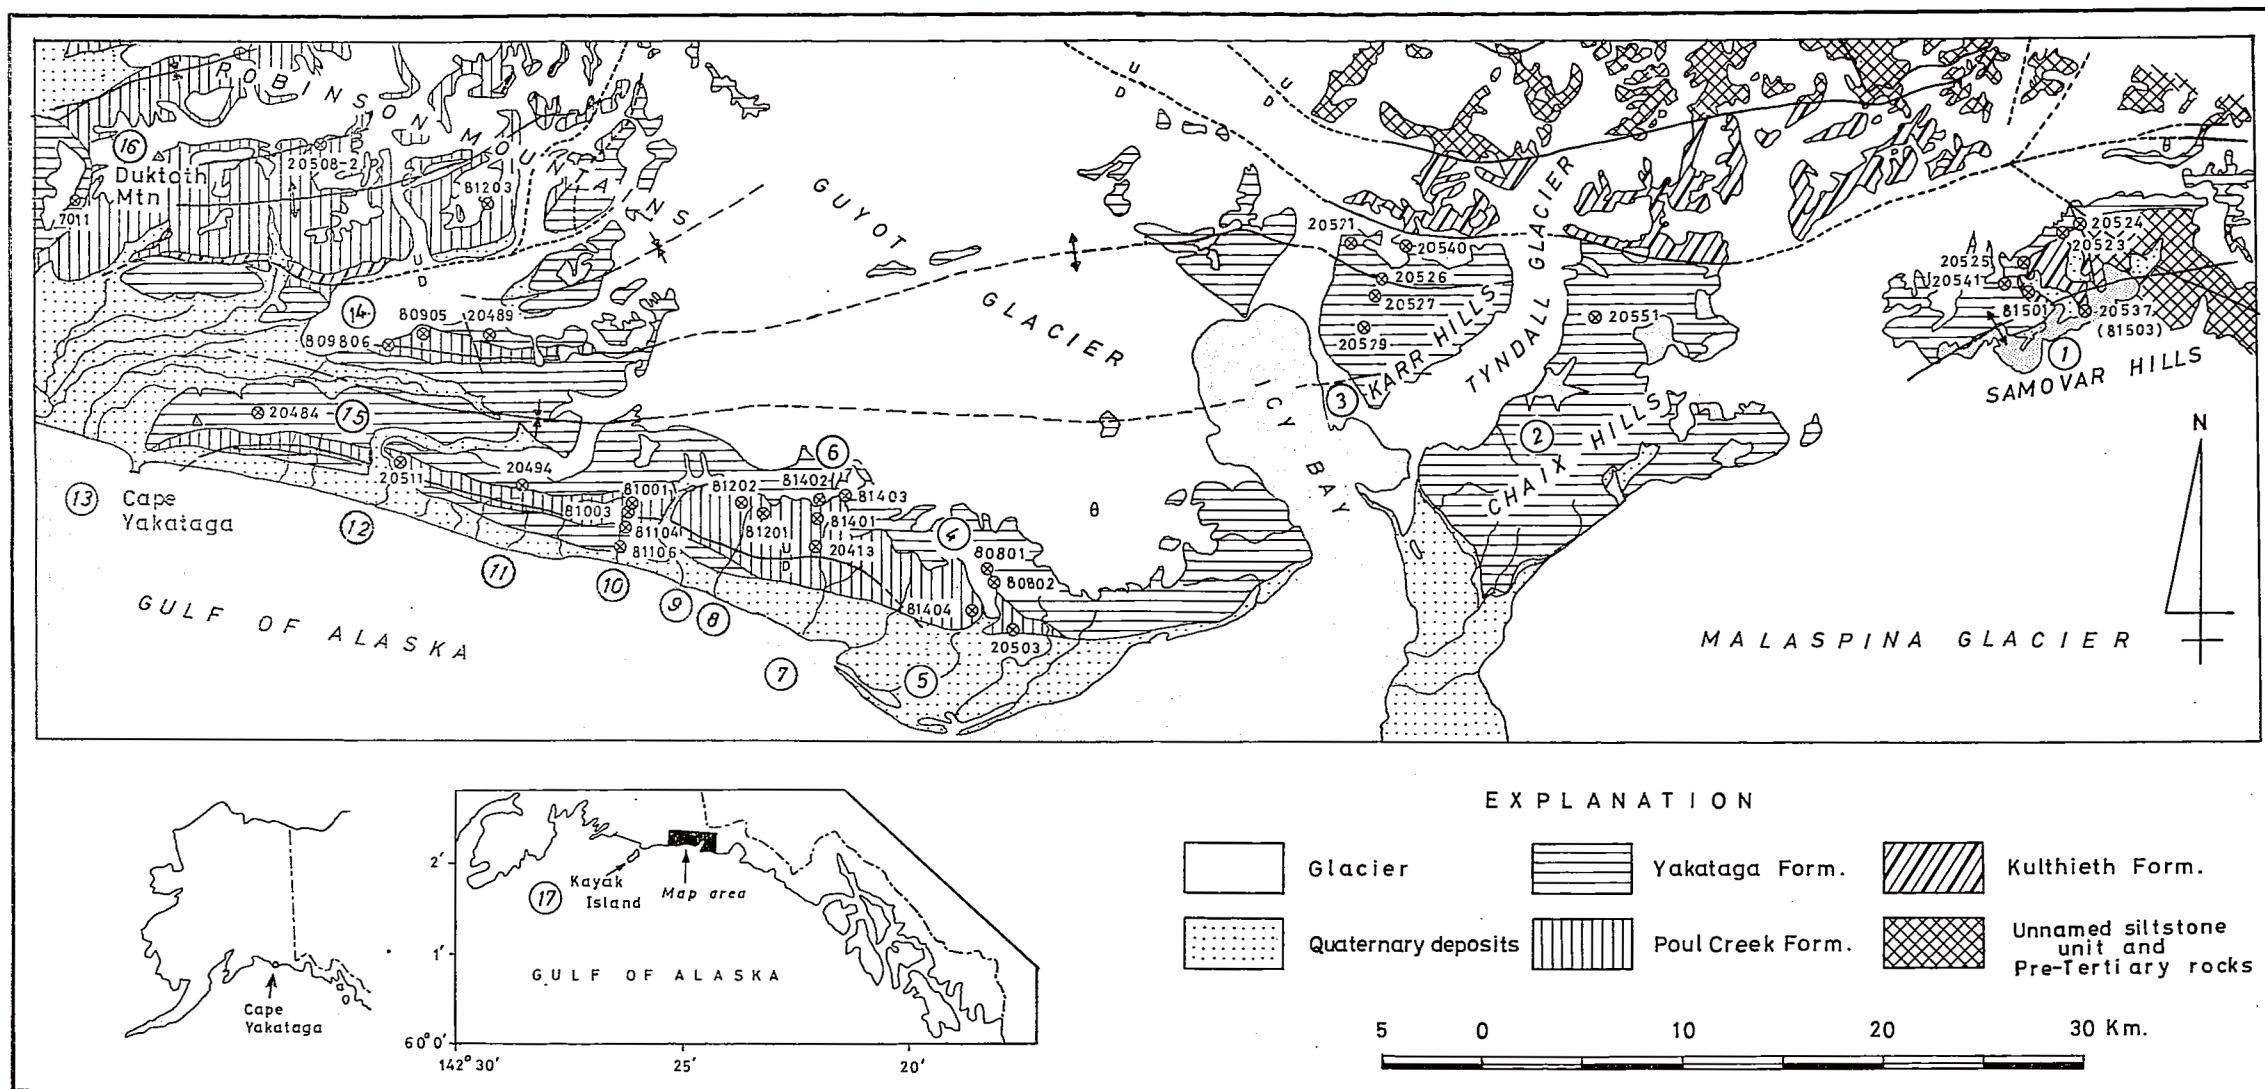 ROBINSON MOUNTAINS
16
Duktoth
Mtn
20508-2
81203
7011
U
D
14
80905
20489
809806
20484
15
20511
20494
13
Cape
Yakataga
12
11
10
9
8
7
5
81001
81003
81104
81106
81202
81201
U
D
6
81402
81403
81401
20413
4
80801
80802
81404
20503
θ
GULF OF ALASKA
GUYOT
GLACIER
U
D
U
D
ICY BAY
20571
20540
20526
20527
20529
3
KARR HILLS
TYNDALL GLACIER
20551
2
CHAIX HILLS
20524
20523
20525
20541
81501
20537
(81503)
1
SAMOVAR HILLS
N
MALASPINA GLACIER
Cape
Yakataga
17
Kayak
Island
Map area
GULF OF ALASKA
2'
1'
60°0'
142°30'
25'
20'
EXPLANATION
Glacier
Yakataga Form.
Kulthieth Form.
Quaternary deposits
Poul Creek Form.
Unnamed siltstone
unit and
Pre-Tertiary rocks
5 0 10 20 30 Km.